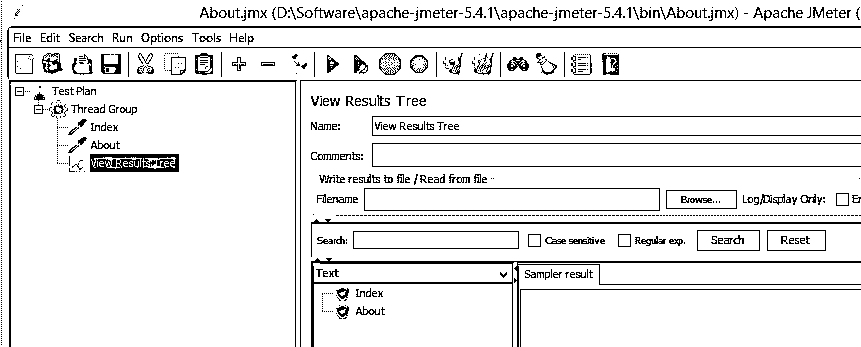 About.jmx (D:\Software\apache-jmeter-5.4.1\apache-jmeter-5.4.1\bin\About.jmx) - Apache JMeter (
File Edit Search Run Options Tools Help
Test Plan
Thread Group
Index
About
View Results Tree
View Results Tree
Name: View Results Tree
Comments:
Write results to file / Read from file
Filename Browse... Log/Display Only:
Search: Case sensitive Regular exp. Search Reset
Text Sampler result
Index
About